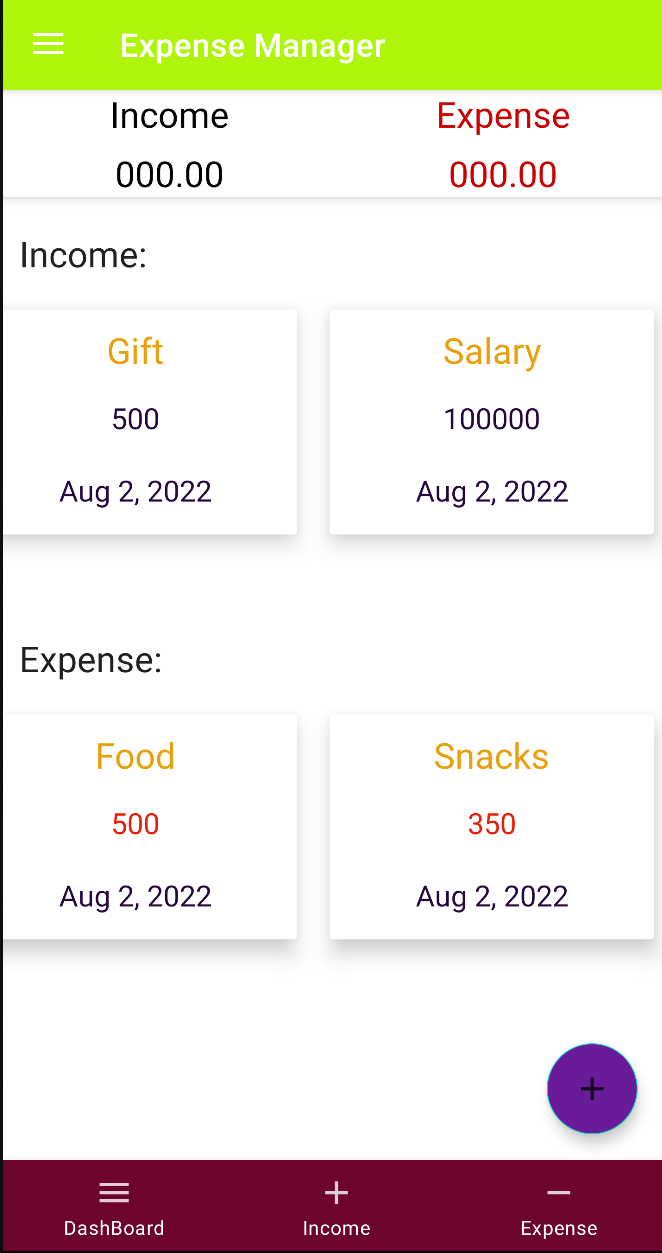 Expense Manager
Income Expense
000.00 000.00
Income:
Gift Salary
500 100000
Aug 2, 2022 Aug 2, 2022
Expense:
Food Snacks
500 350
Aug 2, 2022 Aug 2, 2022
DashBoard Income Expense